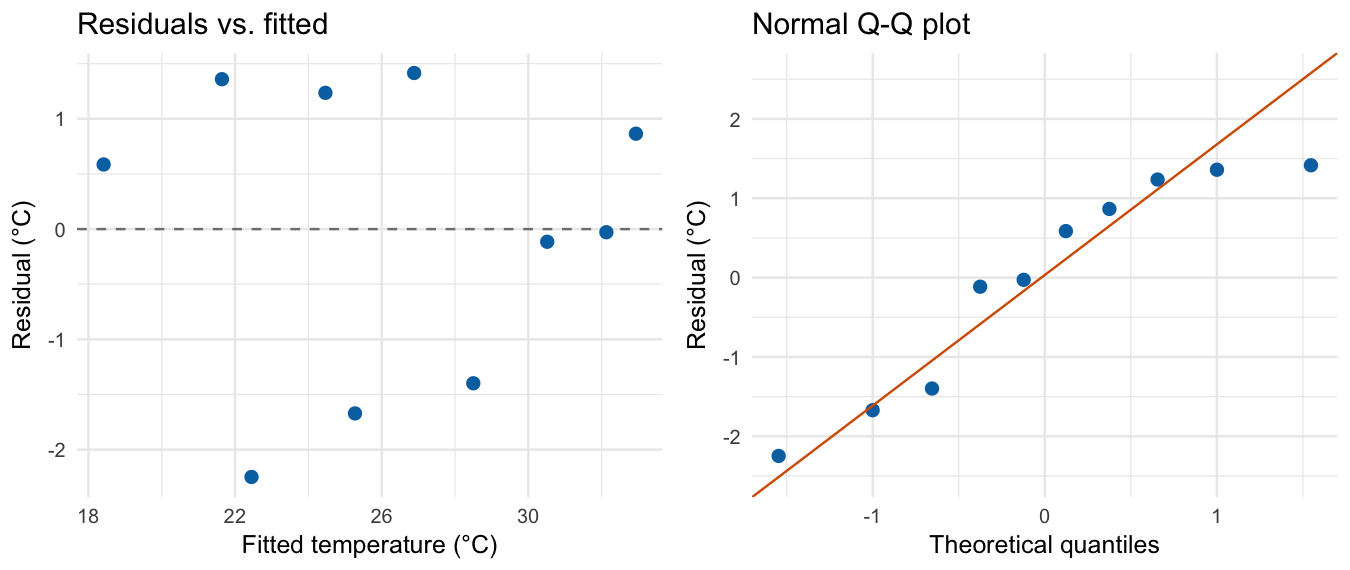 Residuals vs. fitted
1
0
-1
-2
18
22
26
30
Residual (°C)
Fitted temperature (°C)
Normal Q-Q plot
2
1
0
-1
-2
-1
0
1
Residual (°C)
Theoretical quantiles